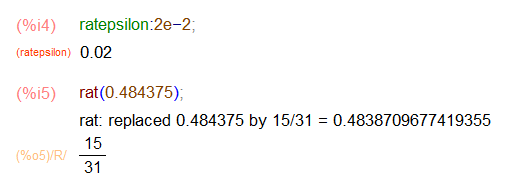 (%i4) ratepsilon:2e−2;
(ratepsilon) 0.02
(%i5) rat(0.484375);
rat: replaced 0.484375 by 15/31 = 0.4838709677419355
15
(%o5)/R/
31